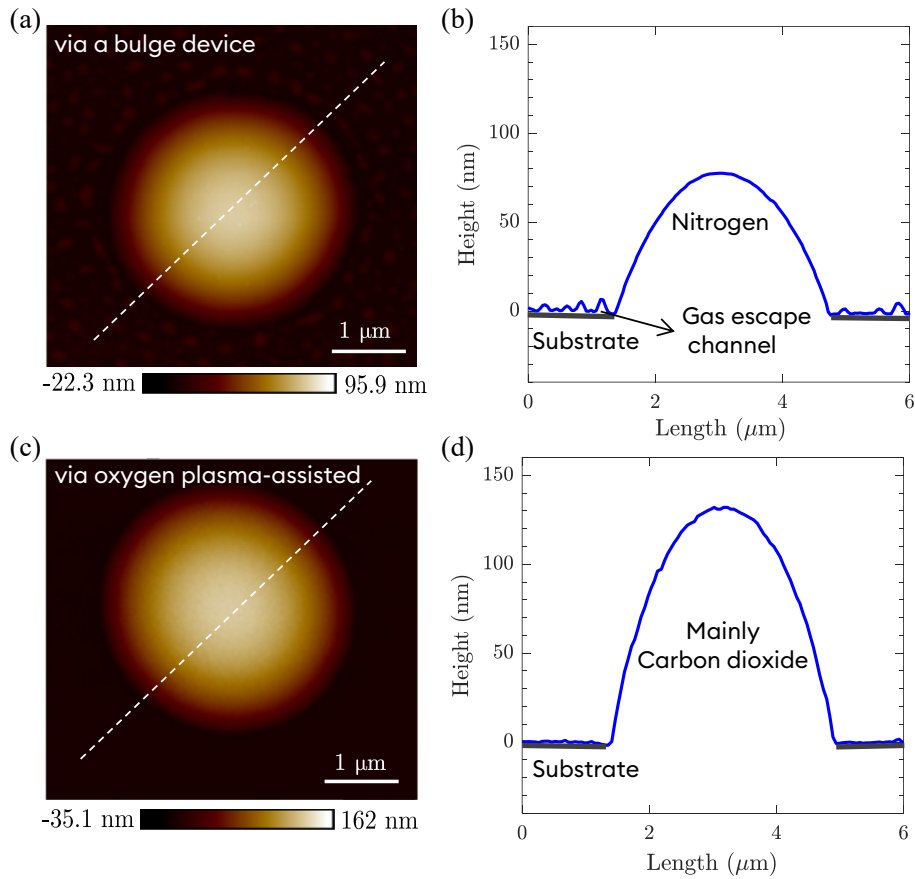 (a)
via a bulge device
1 μm
-22.3 nm
95.9 nm
(b)
150
100
50
0
Height (nm)
Nitrogen
Gas escape
channel
Substrate
0
2
4
6
Length (μm)
(c)
via oxygen plasma-assisted
1 μm
-35.1 nm
162 nm
(d)
150
100
50
0
Height (nm)
Mainly
Carbon dioxide
Substrate
0
2
4
6
Length (μm)